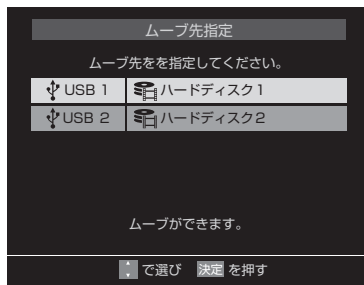 ムーブ先指定
ムーブ先をを指定してください。
USB 1 ハードディスク1
USB 2 ハードディスク2
ムーブができます。
で選び 決定 を押す